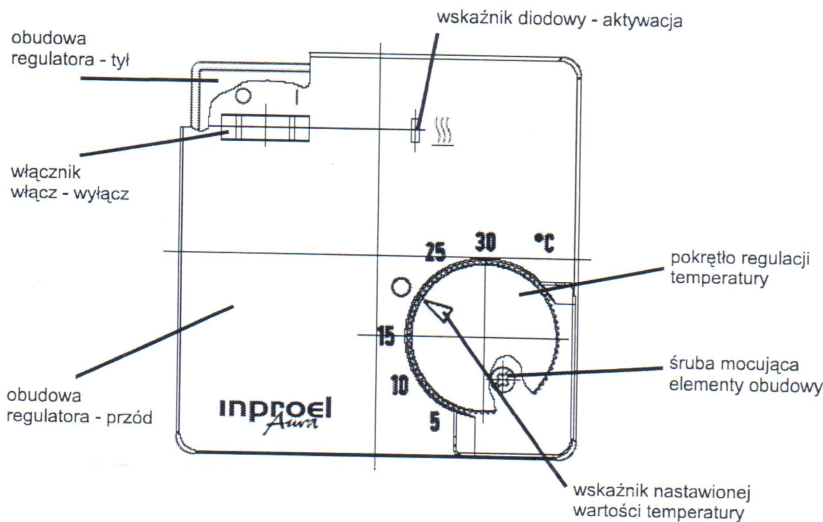 wskaźnik diodowy - aktywacja
obudowa
regulatora - tył
włącznik
włącz - wyłącz
25
30
°C
pokrętło regulacji
temperatury
15
śruba mocująca
elementy obudowy
10
5
obudowa
regulatora - przód
inproel
Aura
wskaźnik nastawionej
wartości temperatury